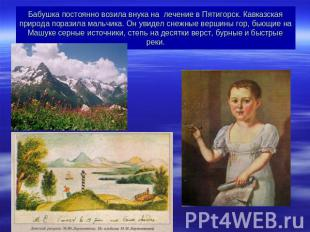 Бабушка постоянно возила внука на лечение в Пятигорск. Кавказская
природа поразила мальчика. Он увидел снежные вершины гор, бьющие на
Машуке серные источники, степь на десятки верст, бурные и быстрые
реки.
PPt4WEB.ru